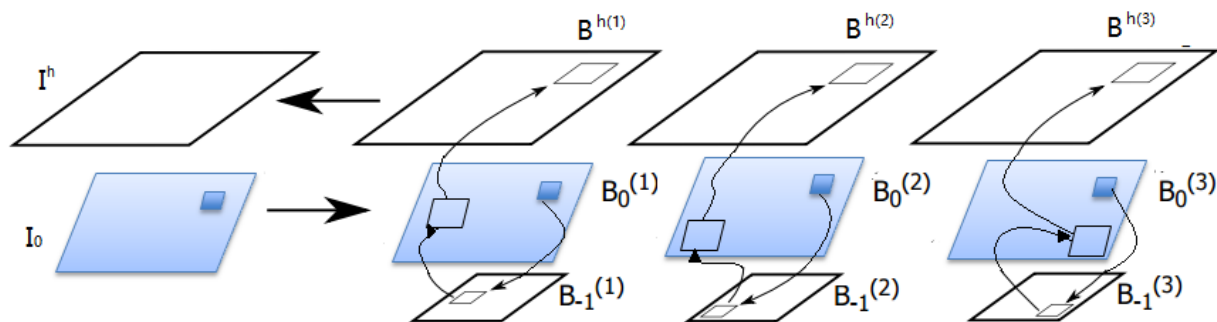 B^h(1) B^h(2) B^h(3)
I^h
B₀^(1) B₀^(2) B₀^(3)
I₀
B₋₁^(1) B₋₁^(2) B₋₁^(3)